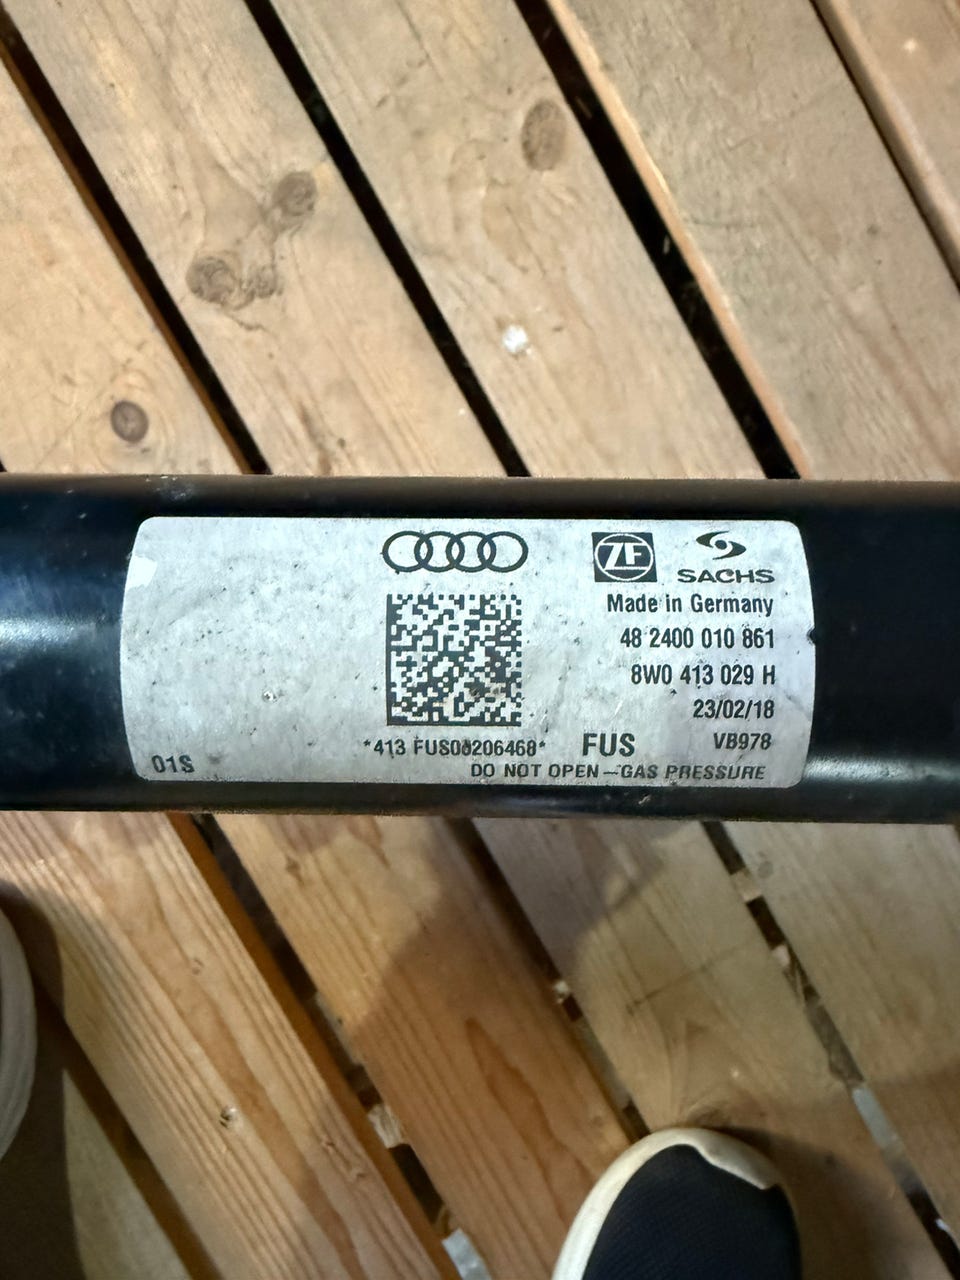 ZF SACHS
Made in Germany
48 2400 010 861
8W0 413 029 H
23/02/18
*413 FUS08206468* FUS VB978
01S
DO NOT OPEN – GAS PRESSURE